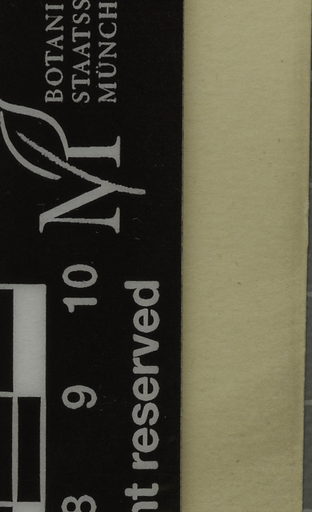 BOTANI
STAATSS
MÜNCH
M
10
9
8
nt reserved